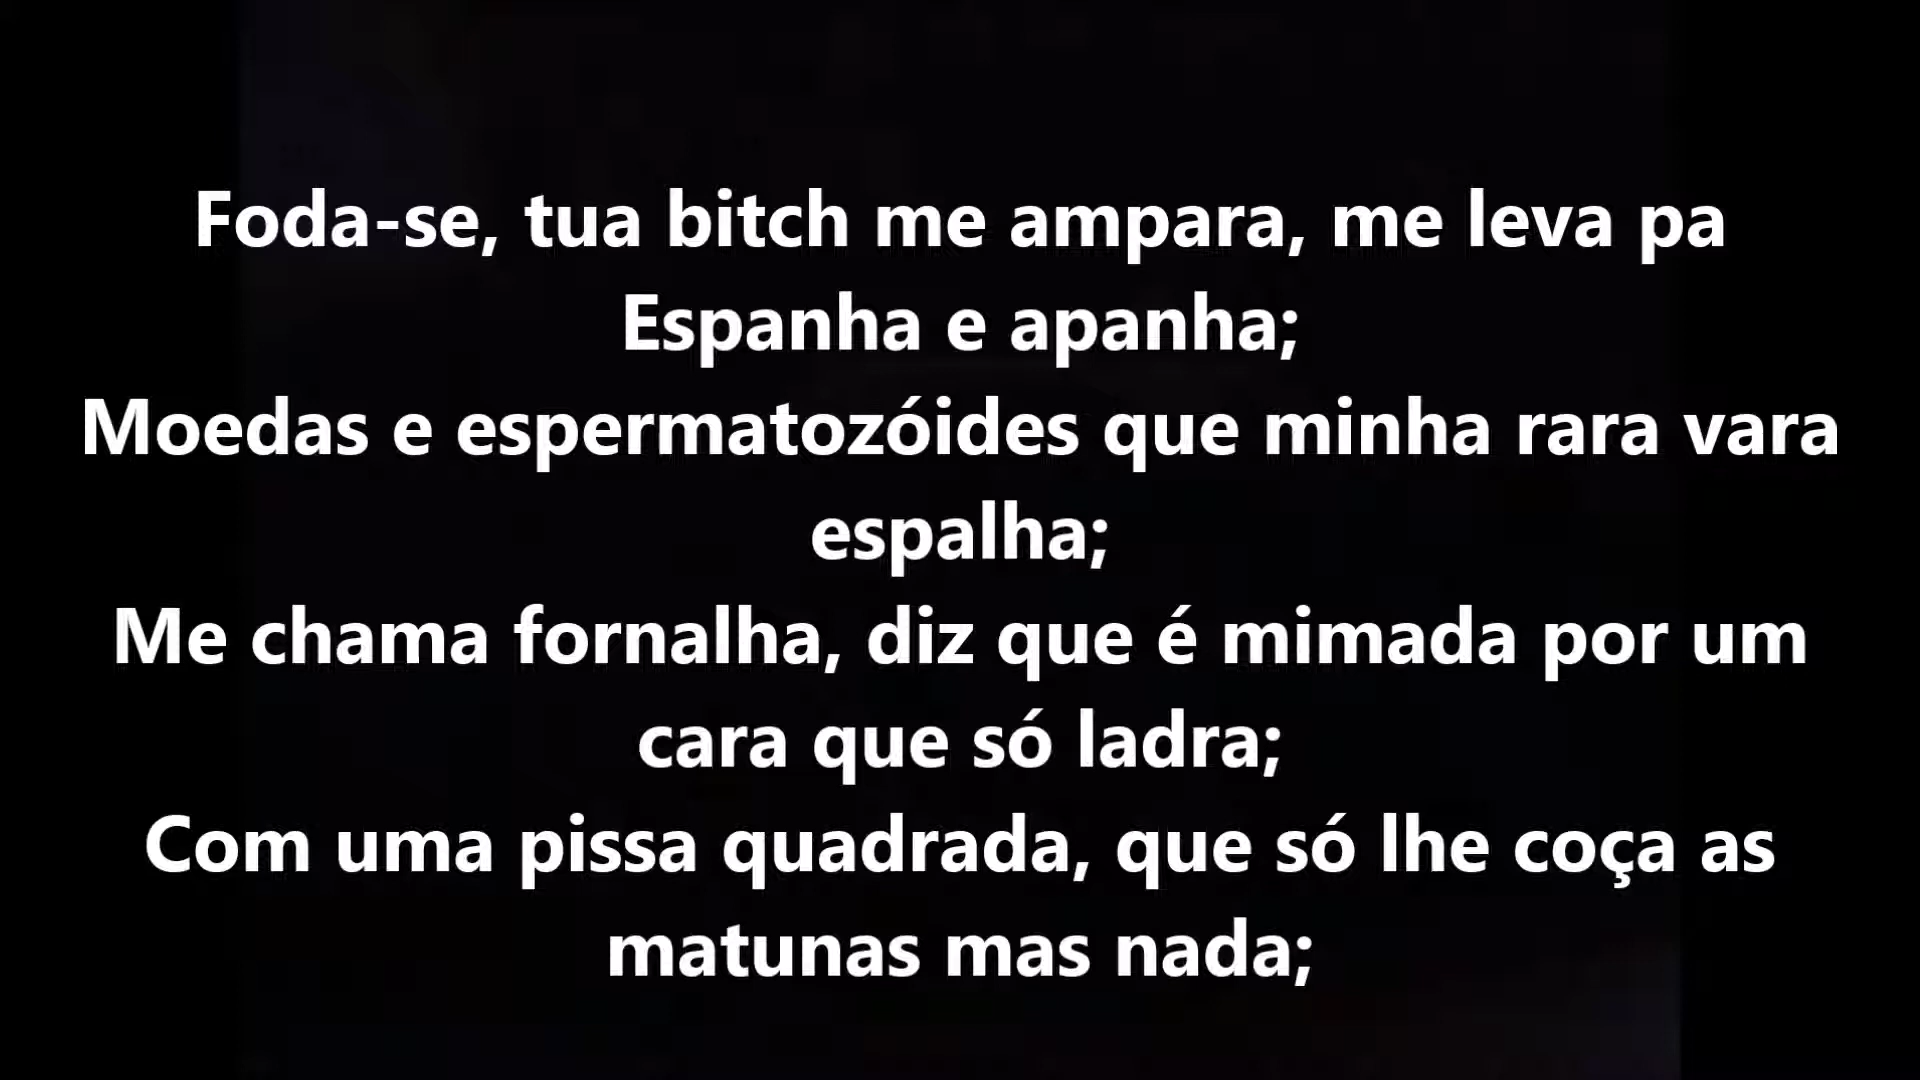 Foda-se, tua bitch me ampara, me leva pa
Espanha e apanha;
Moedas e espermatozóides que minha rara vara
espalha;
Me chama fornalha, diz que é mimada por um
cara que só ladra;
Com uma pissa quadrada, que só lhe coça as
matunas mas nada;